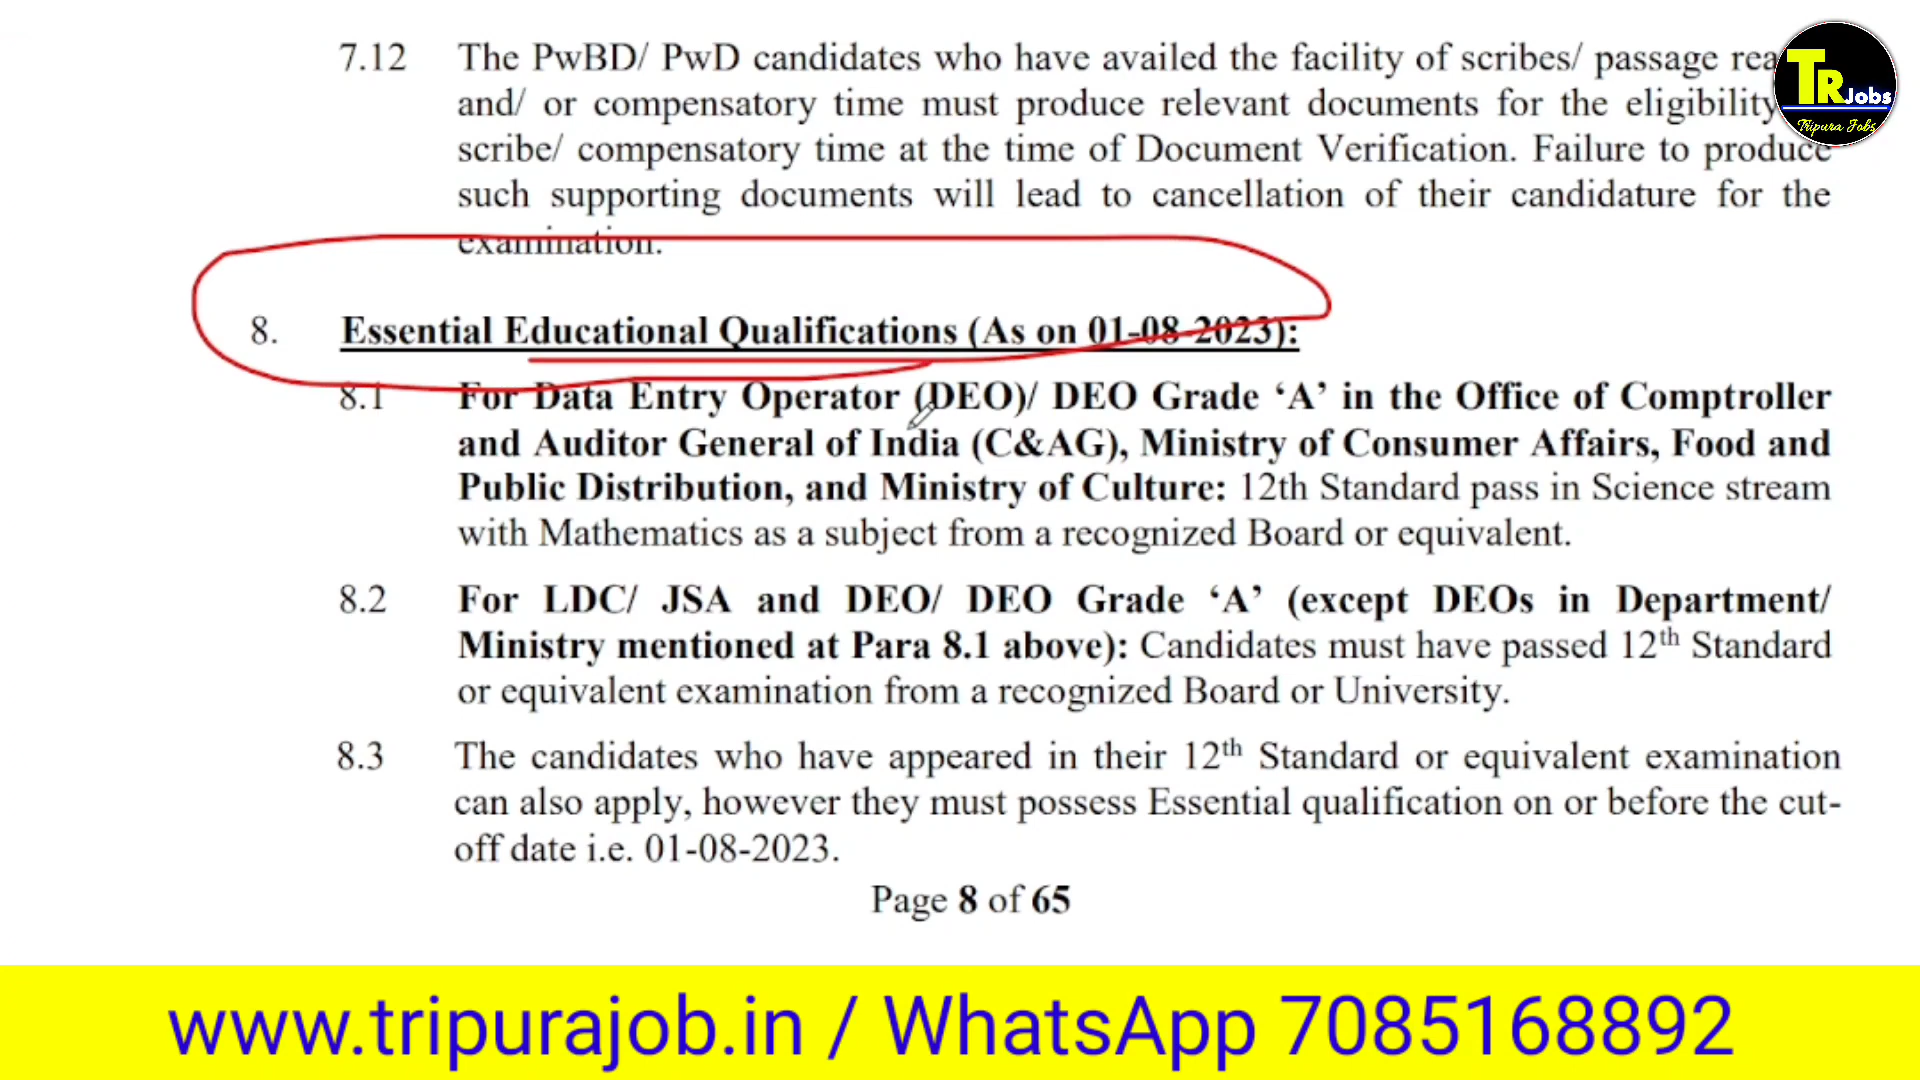 7.12 The PwBD/ PwD candidates who have availed the facility of scribes/ passage
and/ or compensatory time must produce relevant documents for the eligibility
scribe/ compensatory time at the time of Document Verification. Failure to produce
such supporting documents will lead to cancellation of their candidature for the
examination.
8. Essential Educational Qualifications (As on 01-08-2023):
8.1 For Data Entry Operator (DEO)/ DEO Grade ‘A’ in the Office of Comptroller
and Auditor General of India (C&AG), Ministry of Consumer Affairs, Food and
Public Distribution, and Ministry of Culture: 12th Standard pass in Science stream
with Mathematics as a subject from a recognized Board or equivalent.
8.2 For LDC/ JSA and DEO/ DEO Grade ‘A’ (except DEOs in Department/
Ministry mentioned at Para 8.1 above): Candidates must have passed 12th Standard
or equivalent examination from a recognized Board or University.
8.3 The candidates who have appeared in their 12th Standard or equivalent examination
can also apply, however they must possess Essential qualification on or before the cut-
off date i.e. 01-08-2023.
Page 8 of 65
TR Jobs
Tripura Jobs
www.tripurajob.in / WhatsApp 7085168892